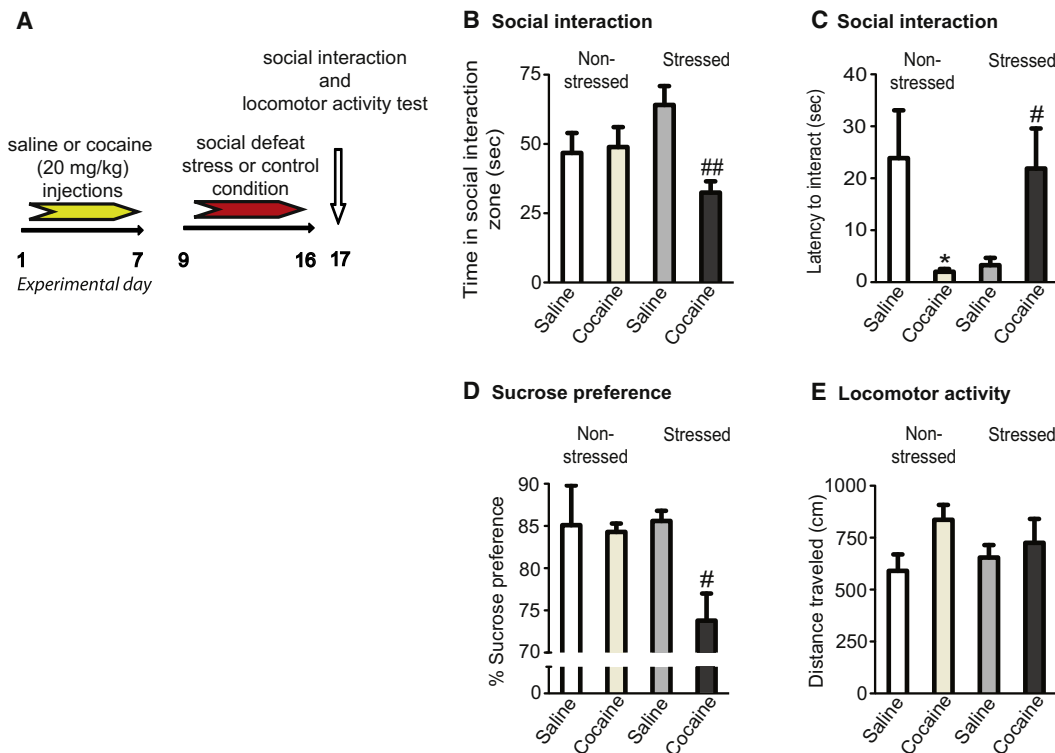 A
social interaction
and
locomotor activity test
saline or cocaine
(20 mg/kg)
injections
social defeat
stress or control
condition
1
7
9
16
17
Experimental day
B Social interaction
Non-
stressed
Stressed
Time in social interaction
zone (sec)
75
50
25
0
##
Saline
Cocaine
Saline
Cocaine
C Social interaction
Non-
stressed
Stressed
Latency to interact (sec)
40
30
20
10
0
*
#
Saline
Cocaine
Saline
Cocaine
D Sucrose preference
Non-
stressed
Stressed
% Sucrose preference
90
85
80
75
70
0
#
Saline
Cocaine
Saline
Cocaine
E Locomotor activity
Non-
stressed
Stressed
Distance traveled (cm)
1000
750
500
250
0
Saline
Cocaine
Saline
Cocaine